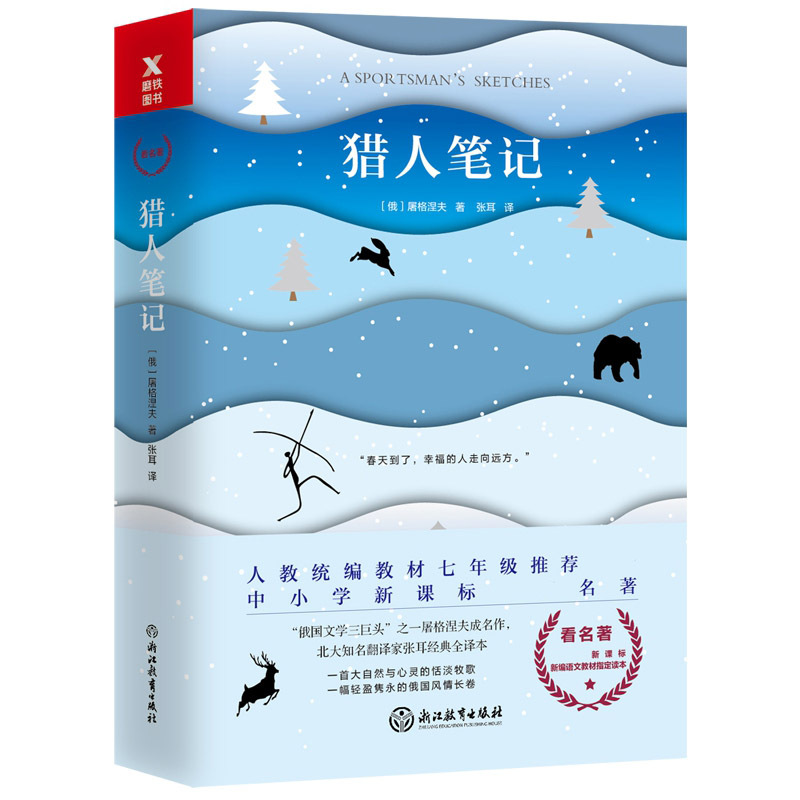 磨铁
图书
看名著
猎人笔记
[俄]屠格涅夫 著 张耳 译
浙江教育出版社
A SPORTSMAN'S SKETCHES
猎人笔记
[俄]屠格涅夫 著 张耳 译
“春天到了，幸福的人走向远方。”
人教统编教材七年级推荐
中小学新课标 名著
“俄国文学三巨头”之一屠格涅夫成名作，
北大知名翻译家张耳经典全译本
一首大自然与心灵的恬淡牧歌
一幅轻盈隽永的俄国风情长卷
浙江教育出版社
ZHEJIANG EDUCATION PUBLISHING HOUSE
看名著
新课标
新编语文教材指定读本